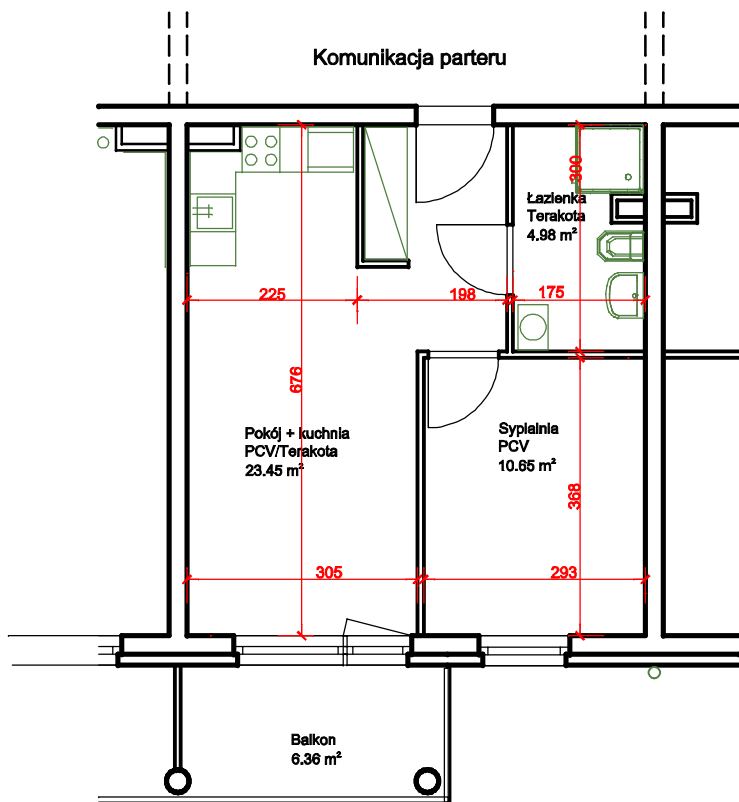 Komunikacja parteru
300
Łazienka
Terakota
4.98 m²
225
198
175
676
Pokój + kuchnia
PCV/Terakota
23.45 m²
Sypialnia
PCV
10.65 m²
368
305
293
Balkon
6.36 m²